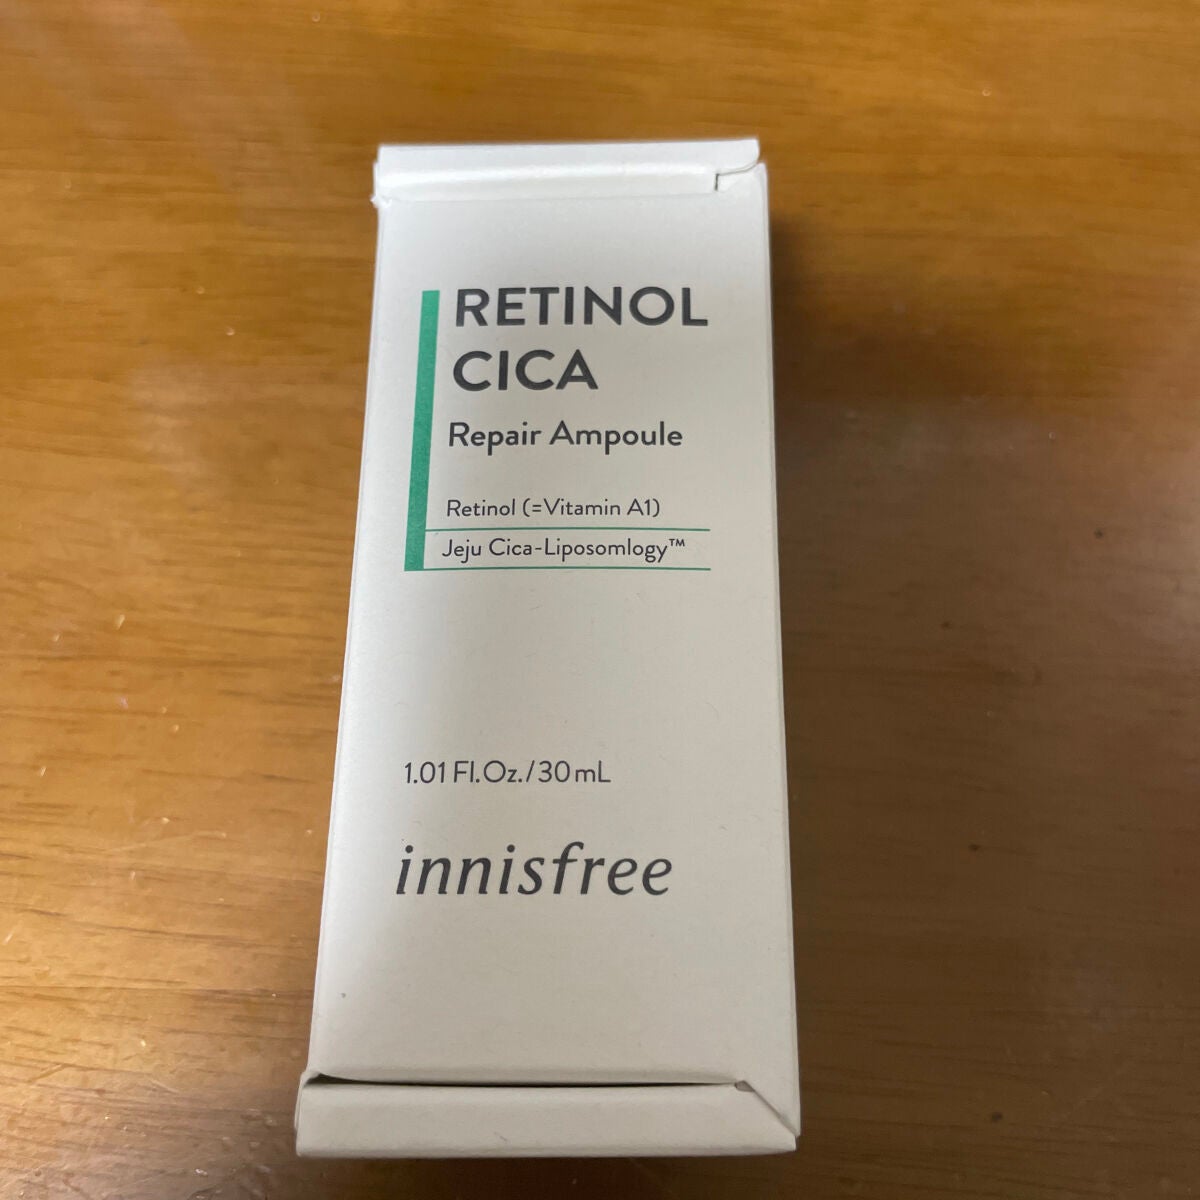 RETINOL
CICA
Repair Ampoule
Retinol (=Vitamin A1)
Jeju Cica-Liposomlogy™
1.01 Fl.Oz./30mL
innisfree